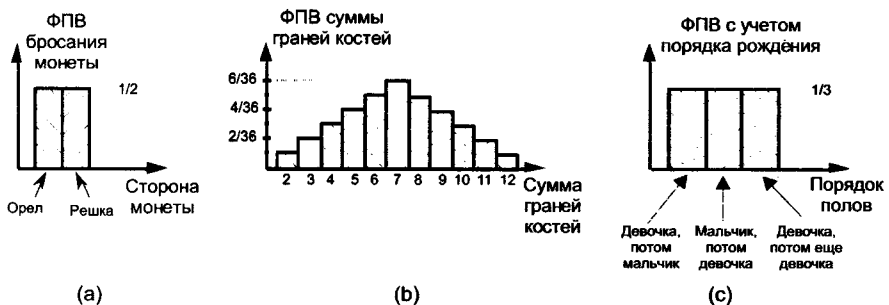 ФПВ
бросания
монеты
1/2
Орел
Решка
Сторона
монеты
(a)
ФПВ суммы
граней костей
6/36
4/36
2/36
2 3 4 5 6 7 8 9 10 11 12
Сумма
граней
костей
(b)
ФПВ с учетом
порядка рождения
1/3
Порядок
полов
Девочка,
потом
мальчик
Мальчик,
потом
девочка
Девочка,
потом еще
девочка
(c)